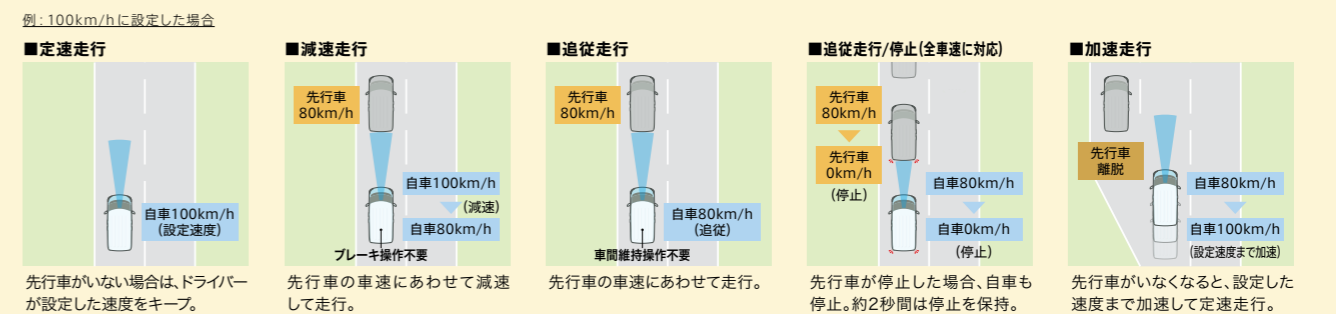 例：100km/hに設定した場合
■定速走行
自車100km/h
(設定速度)
先行車がいない場合は、ドライバー
が設定した速度をキープ。
■減速走行
先行車
80km/h
自車100km/h
(減速)
自車80km/h
ブレーキ操作不要
先行車の車速にあわせて減速
して走行。
■追従走行
先行車
80km/h
自車80km/h
(追従)
車間維持操作不要
先行車の車速にあわせて走行。
■追従走行/停止(全車速に対応)
先行車
80km/h
先行車
0km/h
(停止)
自車80km/h
自車0km/h
(停止)
先行車が停止した場合、自車も
停止。約2秒間は停止を保持。
■加速走行
先行車
離脱
自車80km/h
自車100km/h
(設定速度まで加速)
先行車がいなくなると、設定した
速度まで加速して定速走行。